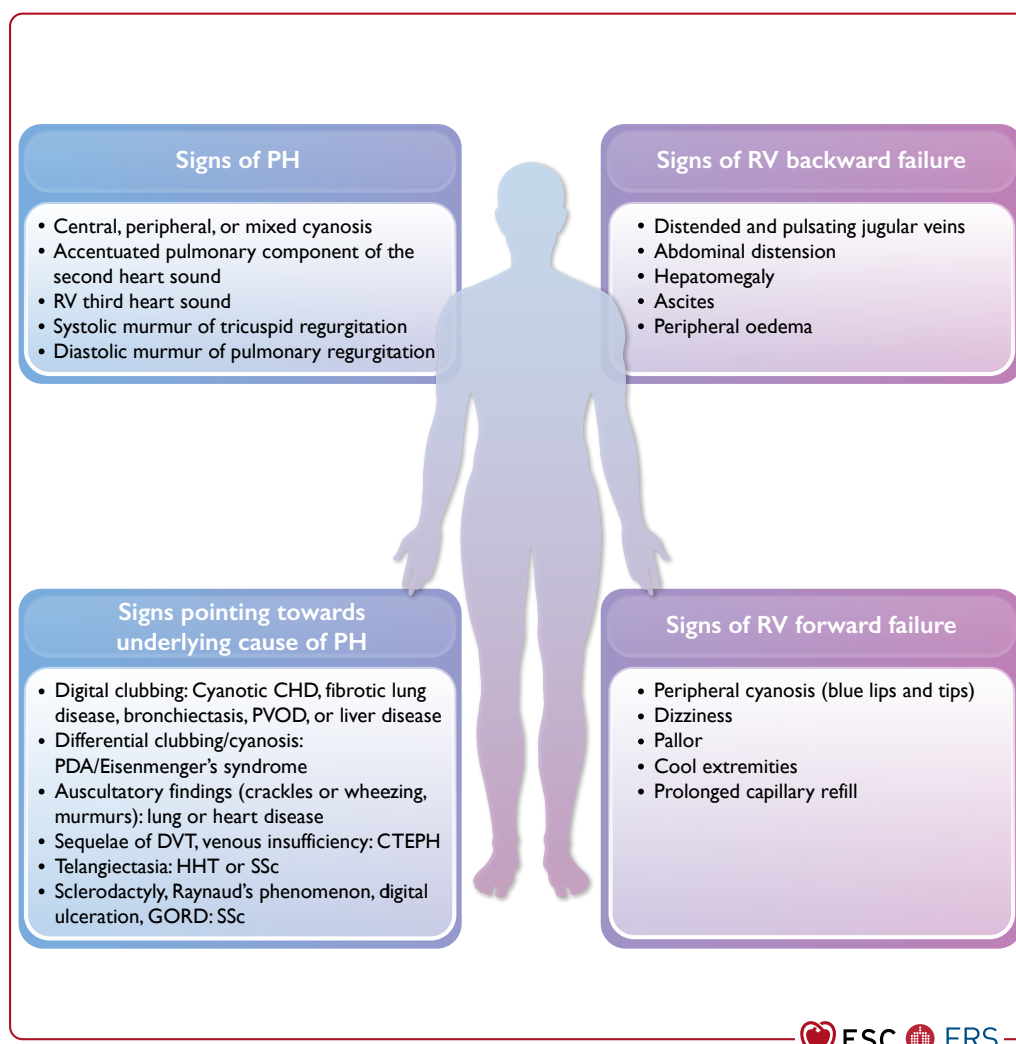 Signs of PH
• Central, peripheral, or mixed cyanosis
• Accentuated pulmonary component of the
second heart sound
• RV third heart sound
• Systolic murmur of tricuspid regurgitation
• Diastolic murmur of pulmonary regurgitation
Signs of RV backward failure
• Distended and pulsating jugular veins
• Abdominal distension
• Hepatomegaly
• Ascites
• Peripheral oedema
Signs pointing towards
underlying cause of PH
• Digital clubbing: Cyanotic CHD, fibrotic lung
disease, bronchiectasis, PVOD, or liver disease
• Differential clubbing/cyanosis:
PDA/Eisenmenger's syndrome
• Auscultatory findings (crackles or wheezing,
murmurs): lung or heart disease
• Sequelae of DVT, venous insufficiency: CTEPH
• Telangiectasia: HHT or SSc
• Sclerodactyly, Raynaud's phenomenon, digital
ulceration, GORD: SSc
Signs of RV forward failure
• Peripheral cyanosis (blue lips and tips)
• Dizziness
• Pallor
• Cool extremities
• Prolonged capillary refill
ESC ERS